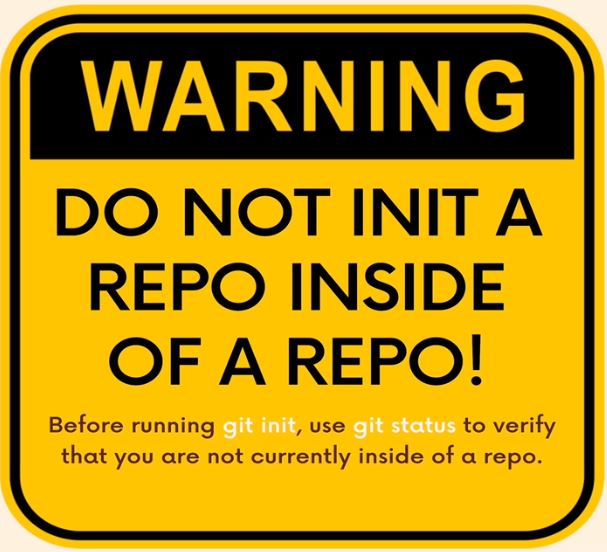 WARNING
DO NOT INIT A
REPO INSIDE
OF A REPO!
Before running git init, use git status to verify
that you are not currently inside of a repo.